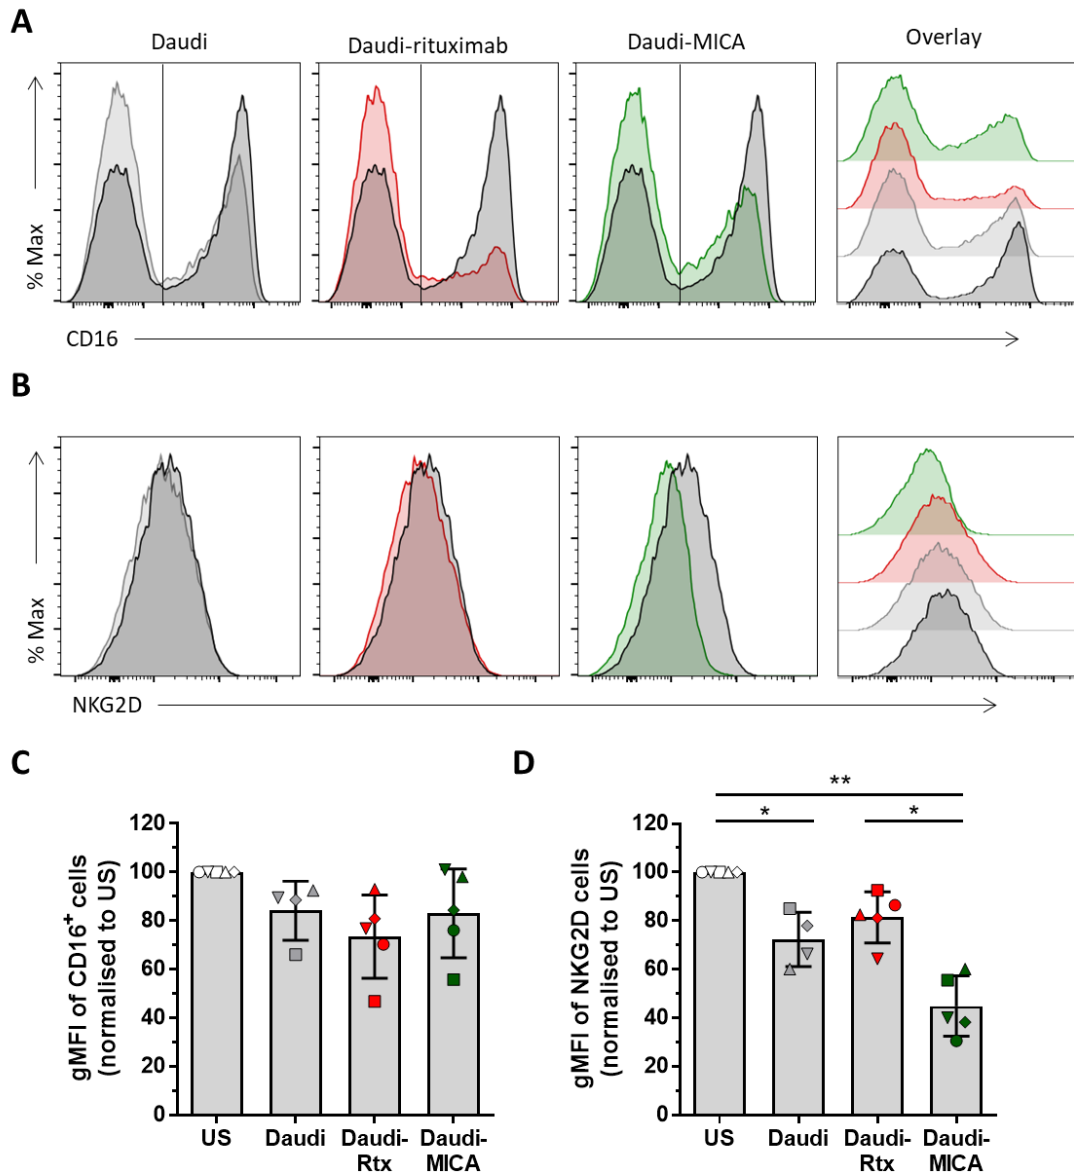 A
Daudi
Daudi-rituximab
Daudi-MICA
Overlay
% Max
CD16
B
% Max
NKG2D
C
D
gMFI of CD16+ cells
(normalised to US)
120
100
80
60
40
20
0
US
Daudi
Daudi-
Rtx
Daudi-
MICA
gMFI of NKG2D cells
(normalised to US)
120
100
80
60
40
20
0
**
*
*
US
Daudi
Daudi-
Rtx
Daudi-
MICA